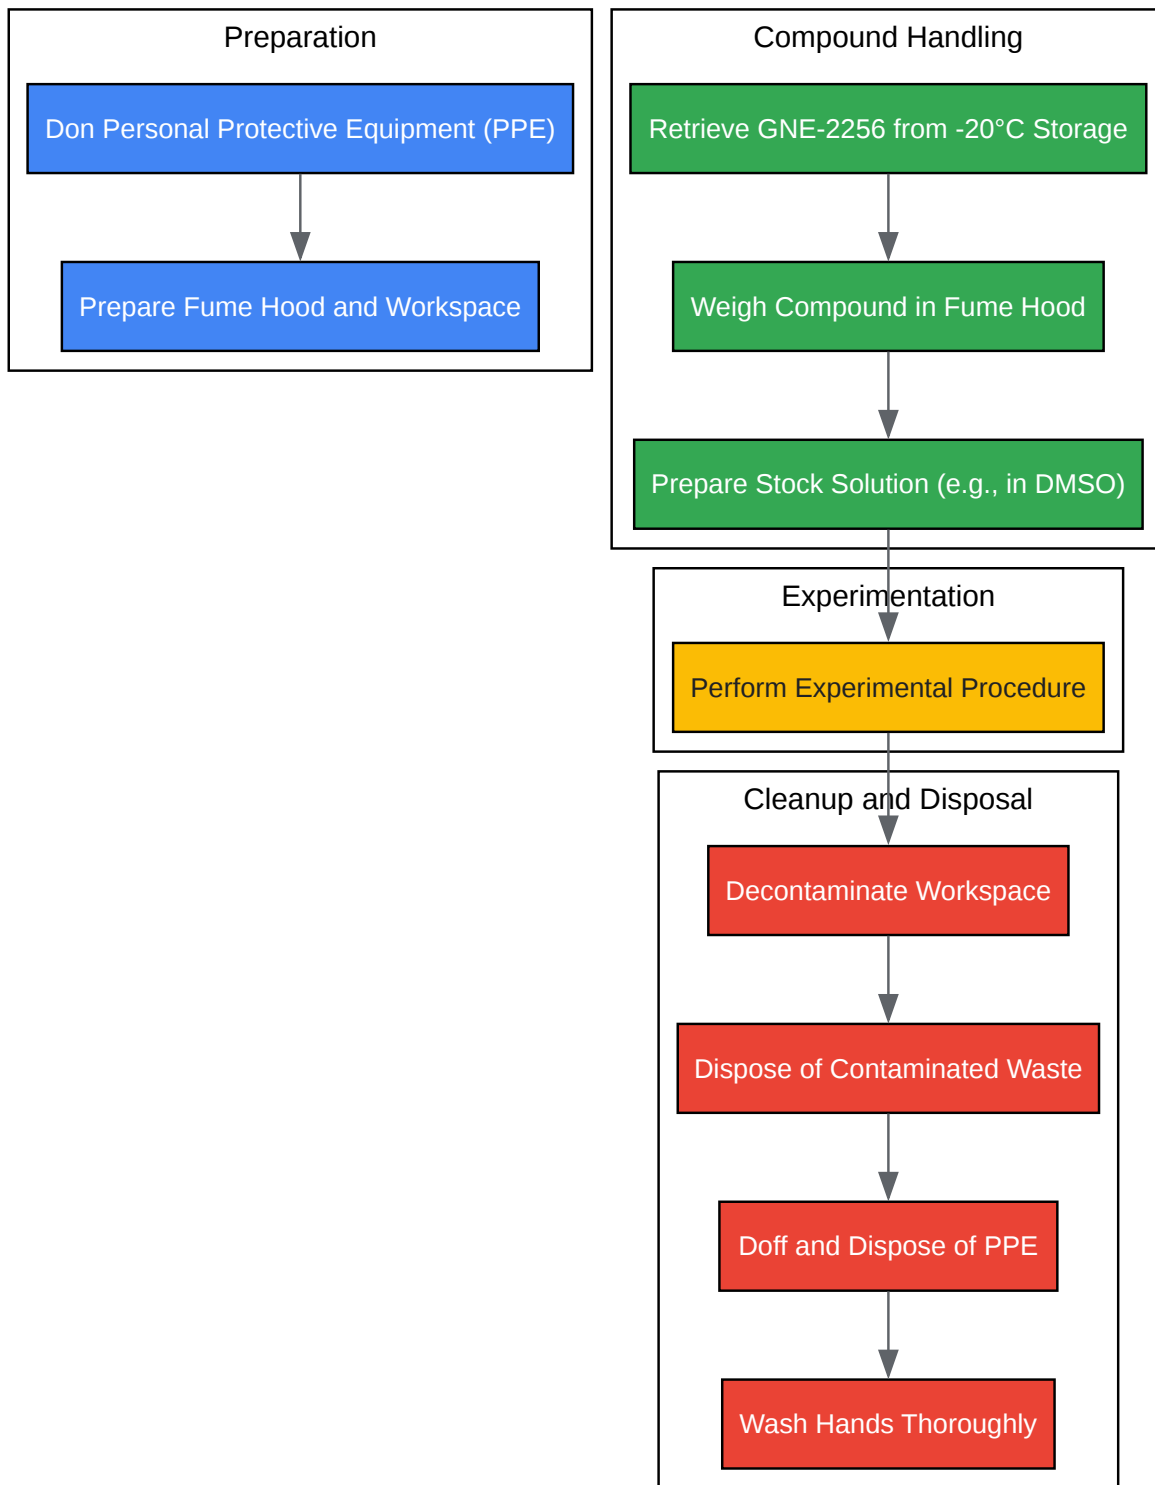 Preparation
Don Personal Protective Equipment (PPE)
Prepare Fume Hood and Workspace
Compound Handling
Retrieve GNE-2256 from -20°C Storage
Weigh Compound in Fume Hood
Prepare Stock Solution (e.g., in DMSO)
Experimentation
Perform Experimental Procedure
Cleanup and Disposal
Decontaminate Workspace
Dispose of Contaminated Waste
Doff and Dispose of PPE
Wash Hands Thoroughly